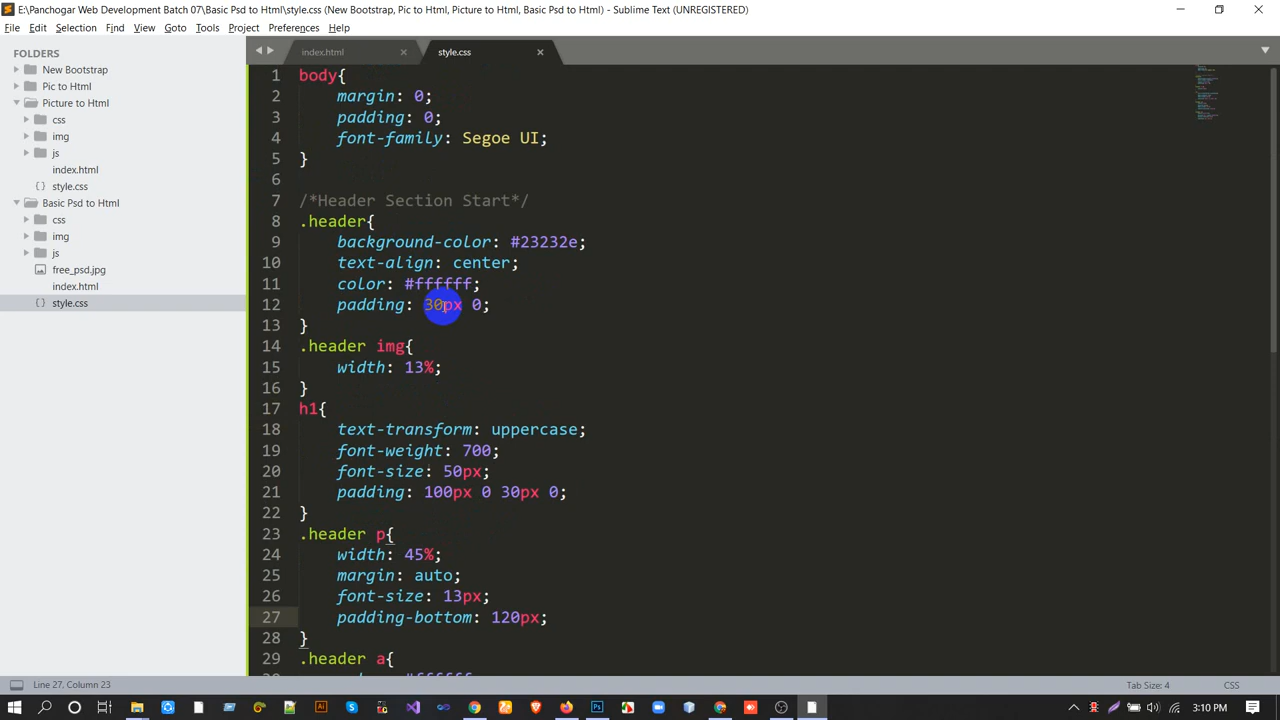 E:\Panchogar Web Development Batch 07\Basic Psd to Html\style.css (New Bootstrap, Pic to Html, Picture to Html, Basic Psd to Html) - Sublime Text (UNREGISTERED)
File Edit Selection Find View Goto Tools Project Preferences Help
FOLDERS
New Bootstrap
Pic to Html
Picture to Html
css
img
js
index.html
style.css
Basic Psd to Html
css
img
js
free_psd.jpg
index.html
style.css
index.html style.css
1 body{
2 margin: 0;
3 padding: 0;
4 font-family: Segoe UI;
5 }
6
7 /*Header Section Start*/
8 .header{
9 background-color: #23232e;
10 text-align: center;
11 color: #ffffff;
12 padding: 30px 0;
13 }
14 .header img{
15 width: 13%;
16 }
17 h1{
18 text-transform: uppercase;
19 font-weight: 700;
20 font-size: 50px;
21 padding: 100px 0 30px 0;
22 }
23 .header p{
24 width: 45%;
25 margin: auto;
26 font-size: 13px;
27 padding-bottom: 120px;
28 }
29 .header a{
Line 27, Column 23 Tab Size: 4 CSS
3:10 PM